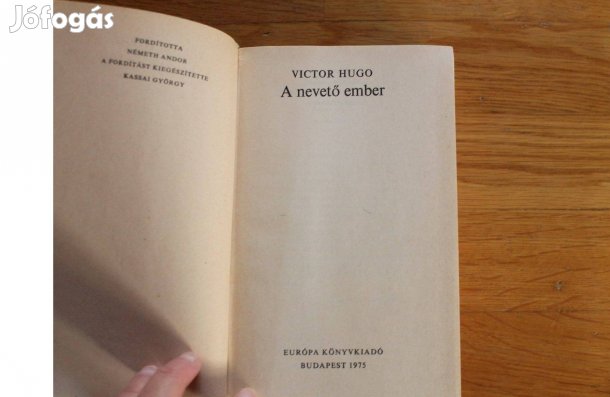 Jófogás
FORDÍTOTTA
NÉMETH ANDOR
A FORDÍTÁST KIEGÉSZÍTETTE
KASSAI GYÖRGY
VICTOR HUGO
A nevető ember
EURÓPA KÖNYVKIADÓ
BUDAPEST 1975